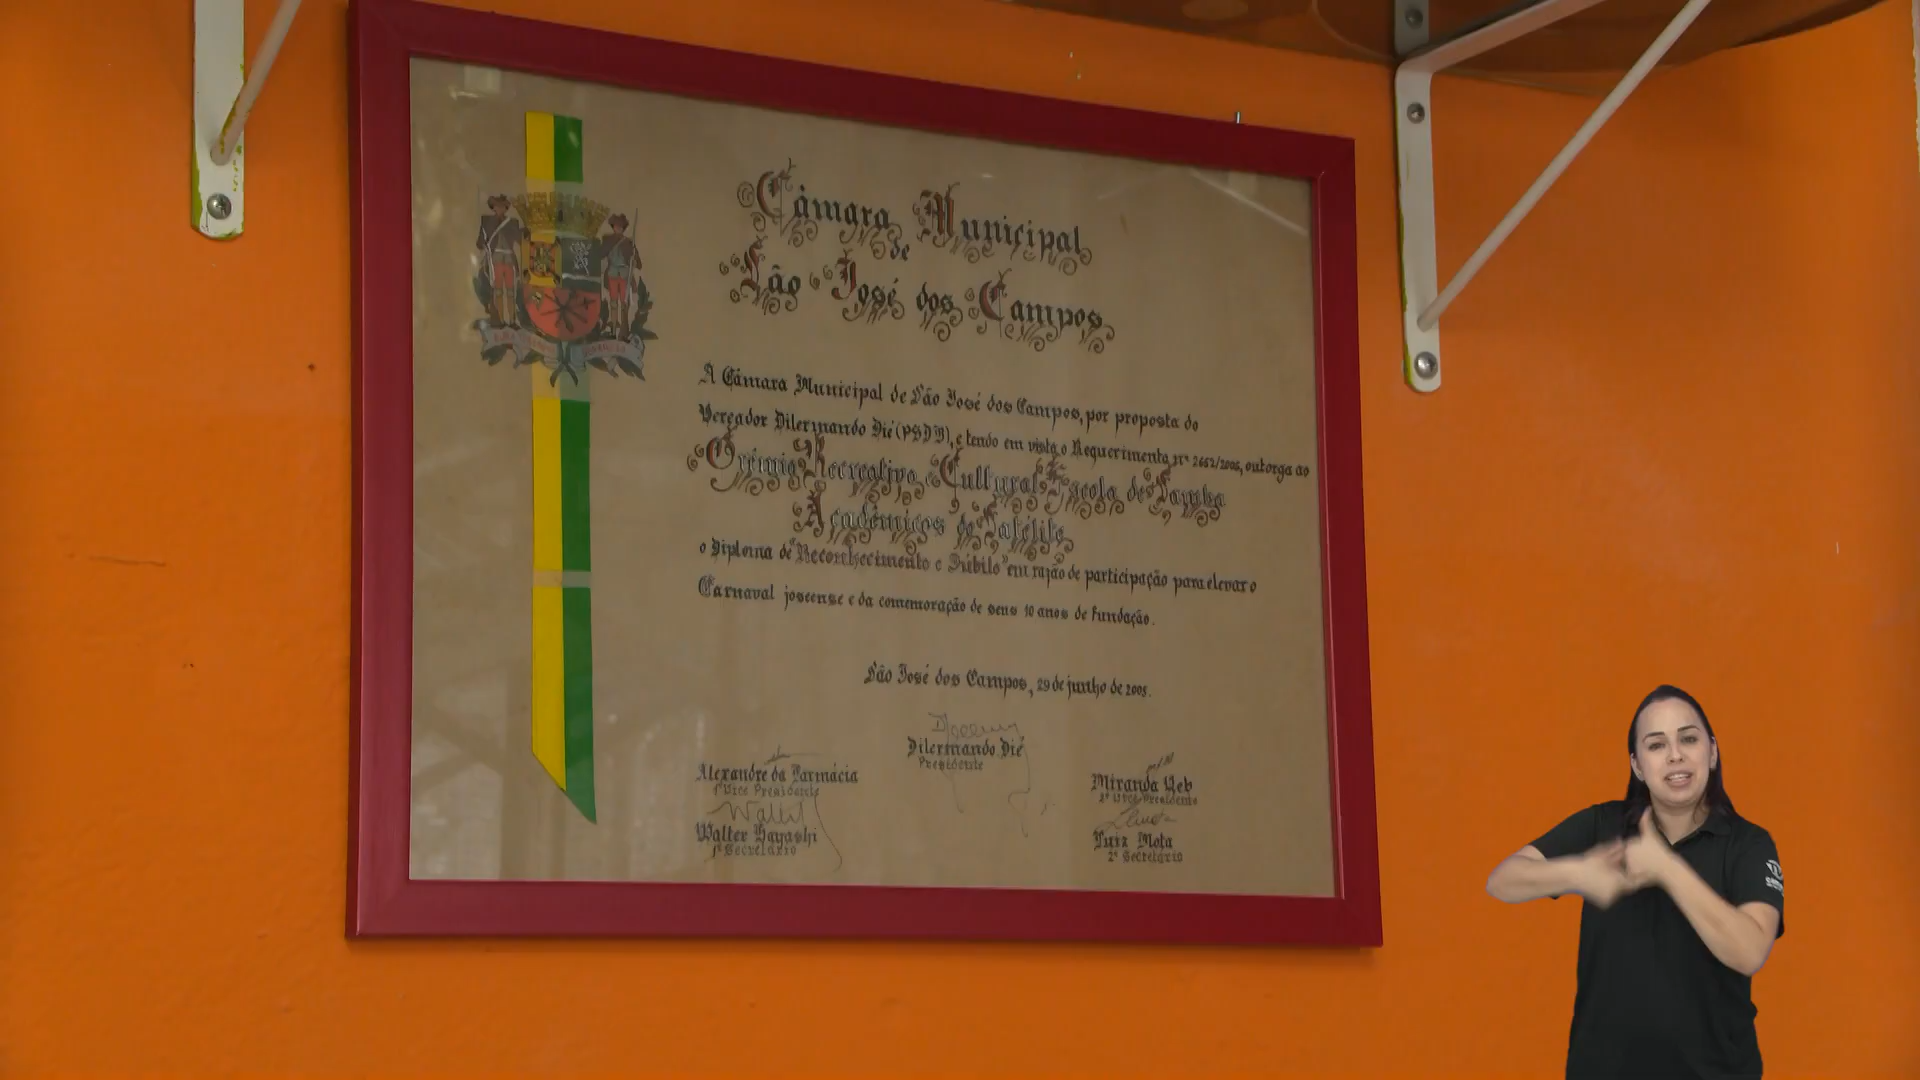 Câmara Municipal
de
São José dos Campos
A Câmara Municipal de São José dos Campos, por proposta do
Vereador Dilermando Dié (PSDB), e tendo em vista o Requerimento nº 2652/2005, outorga ao
Grêmio Recreativo e Cultural Escola de Samba
Acadêmicos do Satélite
o Diploma de "Reconhecimento e Júbilo" em razão de participação para elevar o
Carnaval joseense e da comemoração de seus 10 anos de Fundação.
São José dos Campos, 29 de junho de 2005.
Dilermando Dié
Presidente
Alexandre da Farmácia
1º Vice Presidente
Miranda Ueb
2º Vice-Presidente
Walter Hayashi
1º Secretário
Luiz Mota
2º Secretário